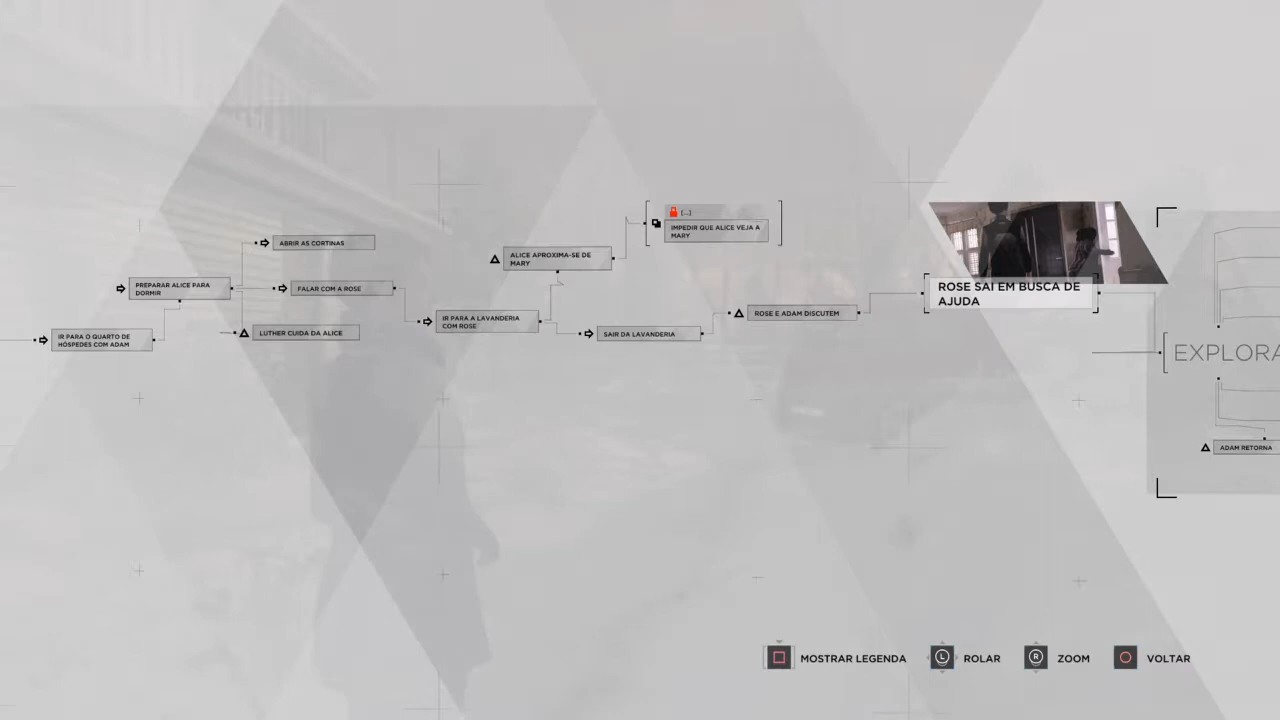 [...]
IMPEDIR QUE ALICE VEJA A
MARY
ABRIR AS CORTINAS
ALICE APROXIMA-SE DE
MARY
PREPARAR ALICE PARA
DORMIR
FALAR COM A ROSE
ROSE SAI EM BUSCA DE
AJUDA
IR PARA A LAVANDERIA
COM ROSE
ROSE E ADAM DISCUTEM
LUTHER CUIDA DA ALICE
SAIR DA LAVANDERIA
IR PARA O QUARTO DE
HÓSPEDES COM ADAM
EXPLORA
ADAM RETORNA
MOSTRAR LEGENDA
L ROLAR
R ZOOM
VOLTAR